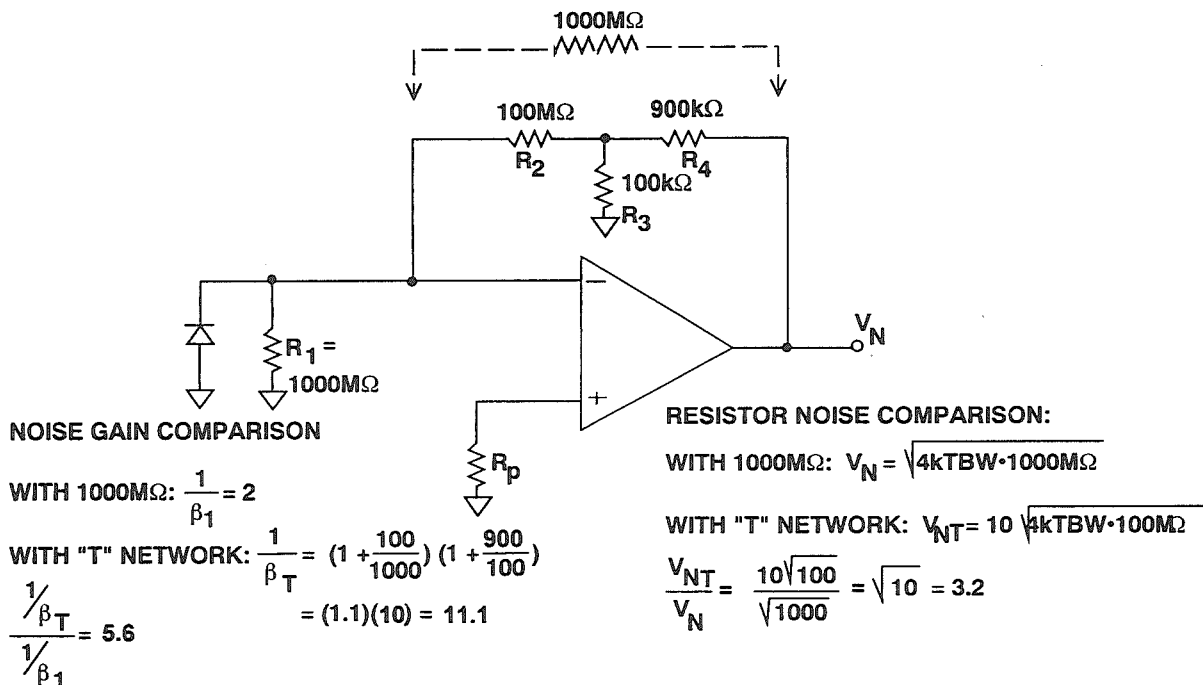 1000MΩ
100MΩ
900kΩ
R2
R4
100kΩ
R3
−
R1 =
1000MΩ
+
Rp
VN
NOISE GAIN COMPARISON
WITH 1000MΩ: 1/β1 = 2
WITH "T" NETWORK: 1/βT = (1 + 100/1000) (1 + 900/100)
= (1.1)(10) = 11.1
1/βT / 1/β1 = 5.6
RESISTOR NOISE COMPARISON:
WITH 1000MΩ: VN = √4kTBW•1000MΩ
WITH "T" NETWORK: VNT = 10 √4kTBW•100MΩ
VNT/VN = 10√100/√1000 = √10 = 3.2